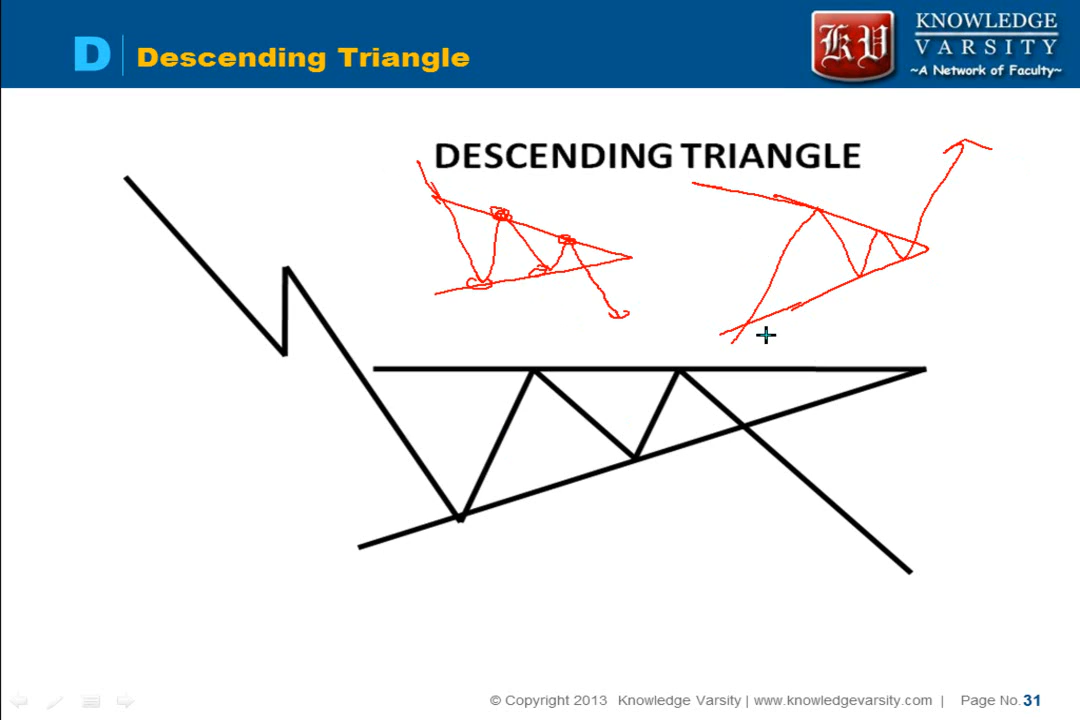 D
Descending Triangle
KV
KNOWLEDGE
VARSITY
~A Network of Faculty~
DESCENDING TRIANGLE
© Copyright 2013 Knowledge Varsity | www.knowledgevarsity.com | Page No. 31